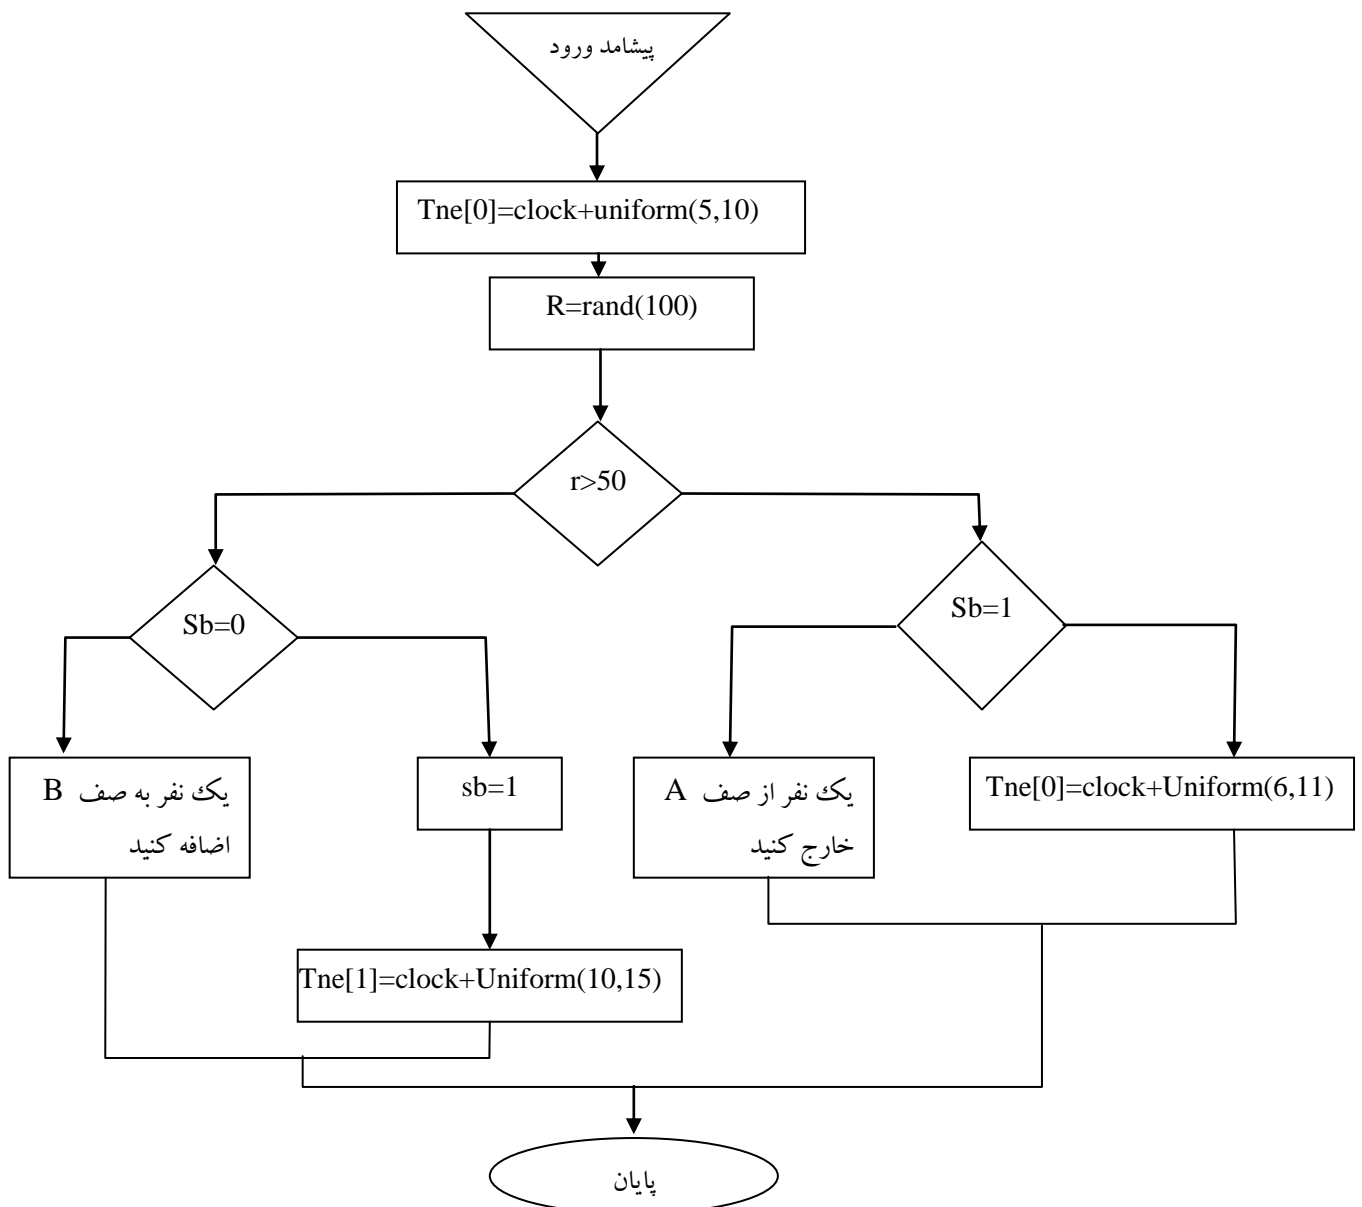 پیشامد ورود
Tne[0]=clock+uniform(5,10)
R=rand(100)
r>50
Sb=0
Sb=1
یک نفر به صف B
اضافه کنید
sb=1
یک نفر از صف A
خارج کنید
Tne[0]=clock+Uniform(6,11)
Tne[1]=clock+Uniform(10,15)
پایان